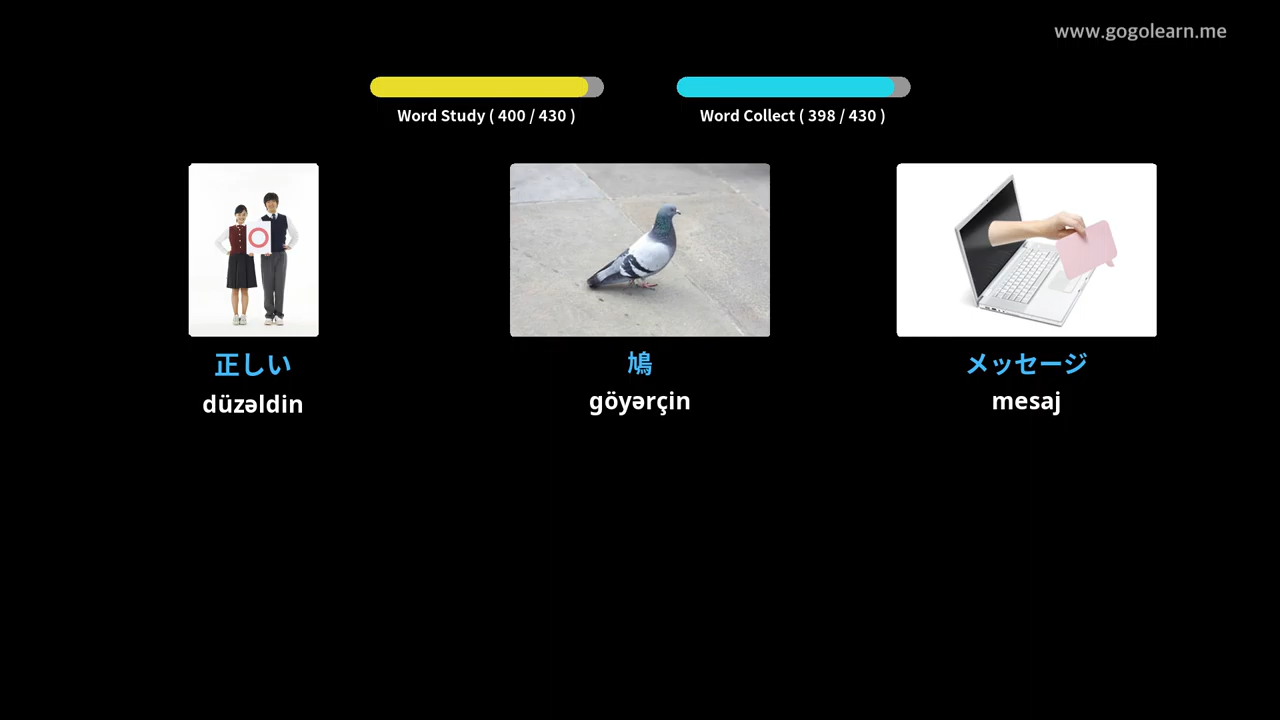 www.gogolearn.me
Word Study ( 400 / 430 )
Word Collect ( 398 / 430 )
正しい
düzəldin
鳩
göyərçin
メッセージ
mesaj